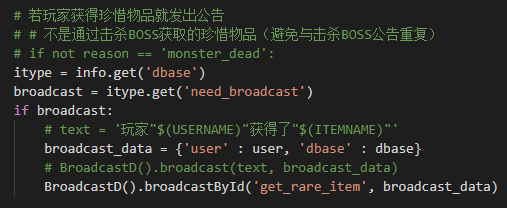 # 若玩家获得珍惜物品就发出公告
# # 不是通过击杀BOSS获取的珍惜物品（避免与击杀BOSS公告重复）
# if not reason == 'monster_dead':
itype = info.get('dbase')
broadcast = itype.get('need_broadcast')
if broadcast:
    # text = '玩家"$(USERNAME)"获得了"$(ITEMNAME)"'
    broadcast_data = {'user' : user, 'dbase' : dbase}
    # BroadcastD().broadcast(text, broadcast_data)
    BroadcastD().broadcastById('get_rare_item', broadcast_data)